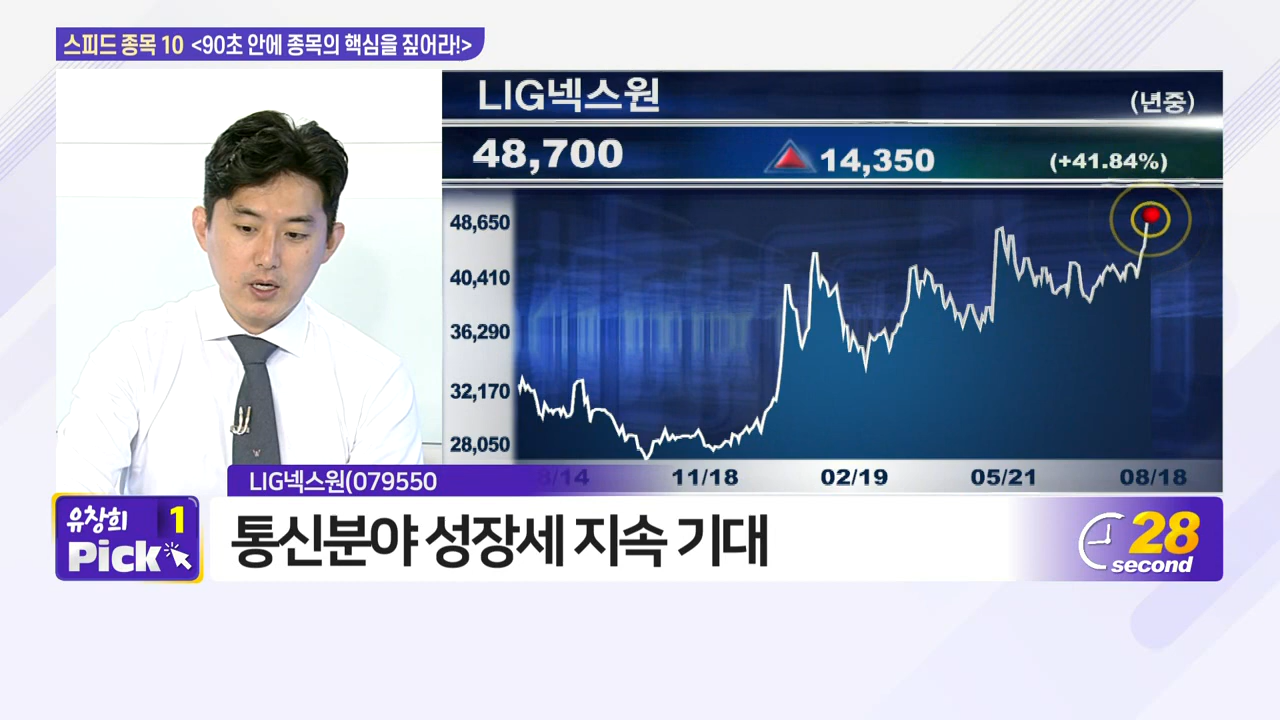 스피드 종목 10 <90초 안에 종목의 핵심을 짚어라!>
LIG넥스원
(년중)
48,700
14,350
(+41.84%)
48,650
40,410
36,290
32,170
28,050
8/14
11/18
02/19
05/21
08/18
LIG넥스원(079550
유창희
1
Pick
통신분야 성장세 지속 기대
28
second